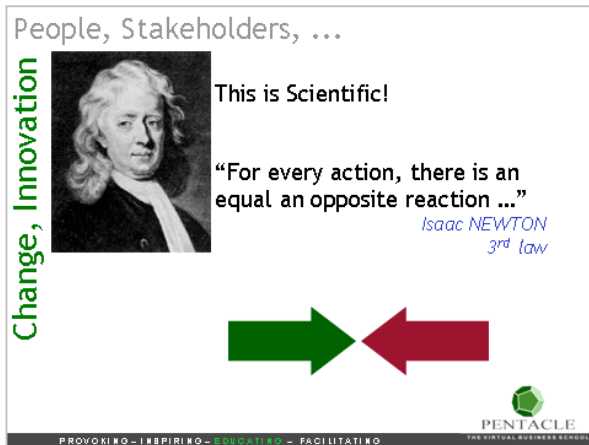 People, Stakeholders, ...
Change, Innovation
This is Scientific!
“For every action, there is an
equal an opposite reaction ...”
Isaac NEWTON
3rd law
PENTACLE
THE VIRTUAL BUSINESS SCHOOL
PROVOKING – INSPIRING – EDUCATING – FACILITATING